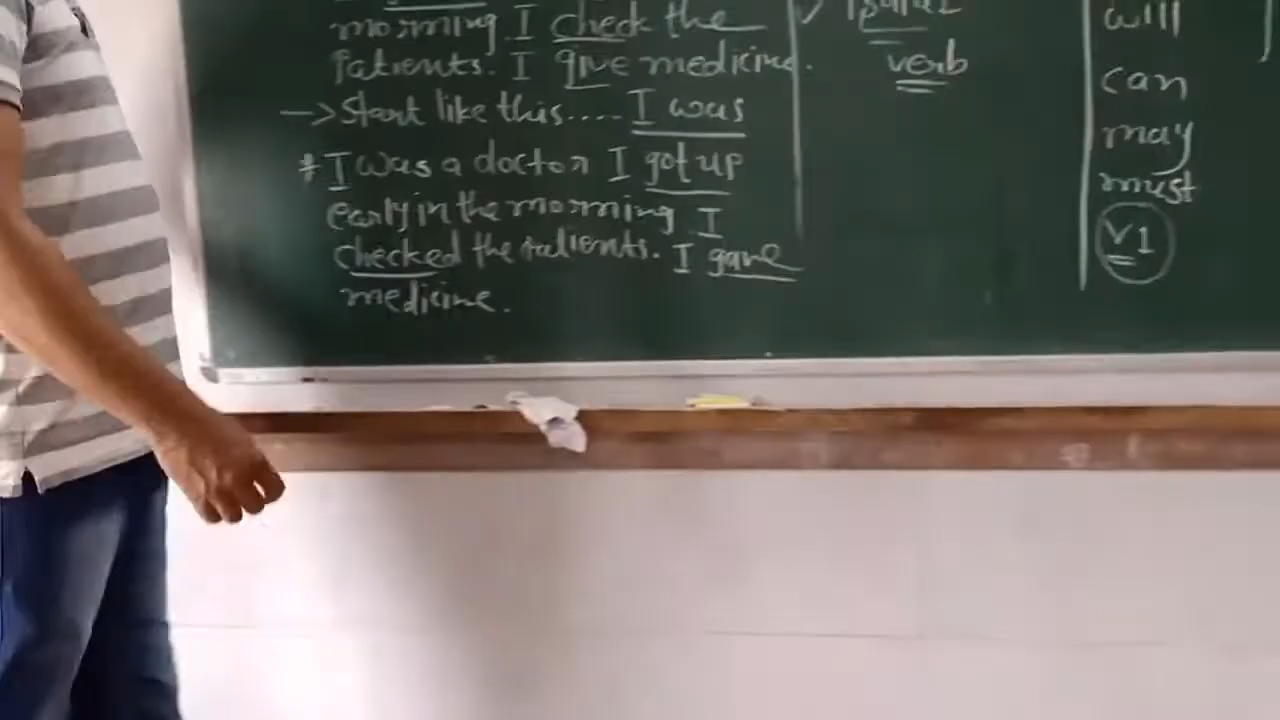 morning. I check the
Patients. I give medicine.
-> Start like this.... I was
* I was a doctor I got up
early in the morning I
checked the patients. I gave
medicine.
verb
will
can
may
must
V1